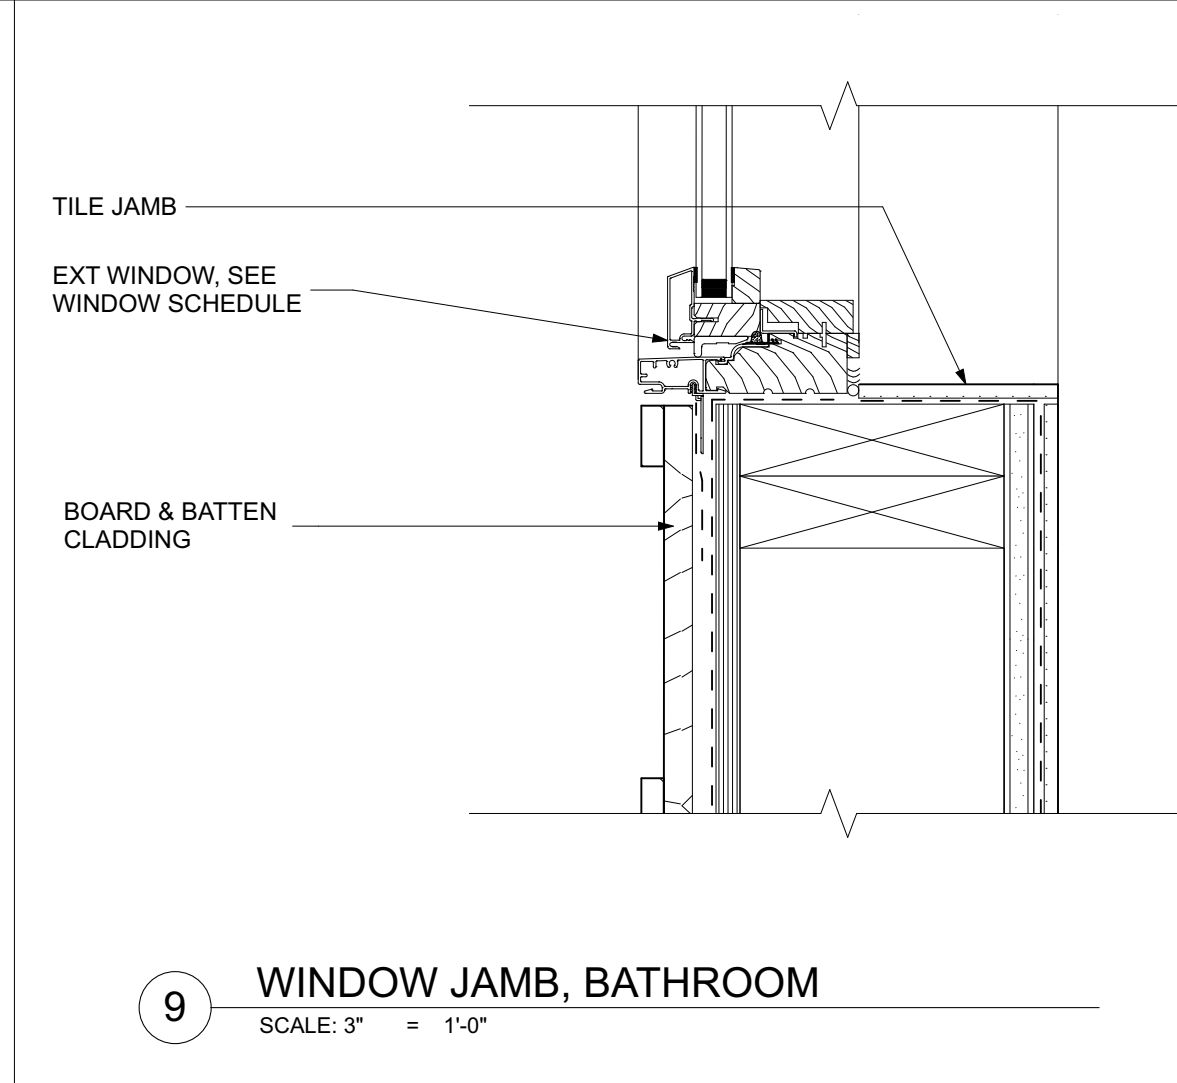 TILE JAMB
EXT WINDOW, SEE
WINDOW SCHEDULE
BOARD & BATTEN
CLADDING
9
WINDOW JAMB, BATHROOM
SCALE: 3" = 1'-0"